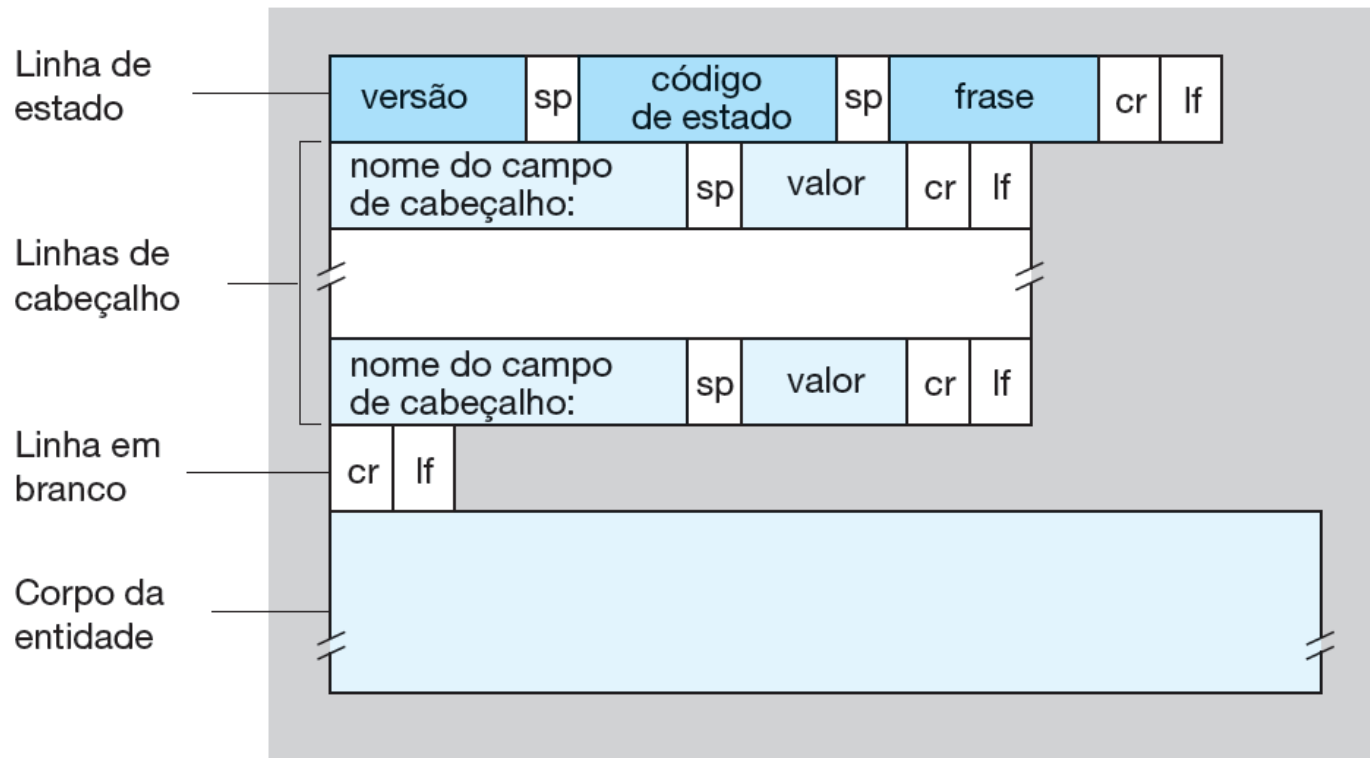 Linha de
estado
versão sp código
de estado sp frase cr lf
nome do campo
de cabeçalho: sp valor cr lf
Linhas de
cabeçalho
nome do campo
de cabeçalho: sp valor cr lf
Linha em
branco
cr lf
Corpo da
entidade